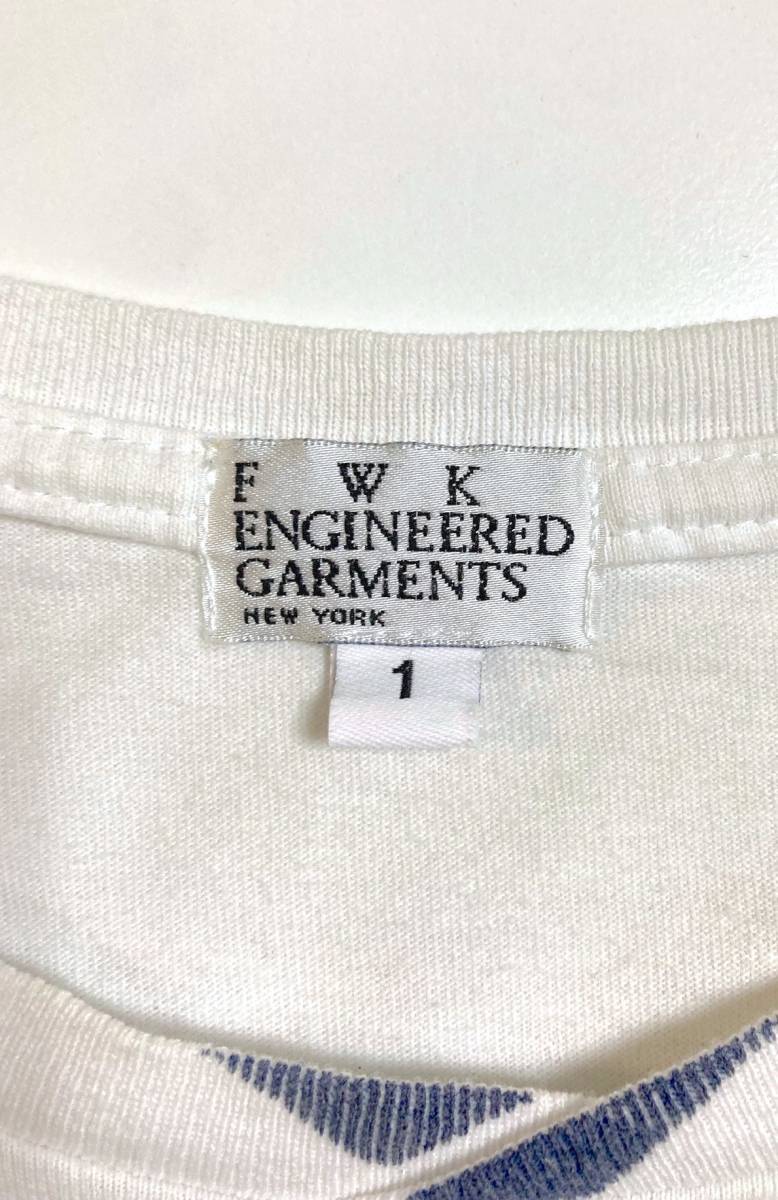 F W K
ENGINEERED
GARMENTS
NEW YORK
1